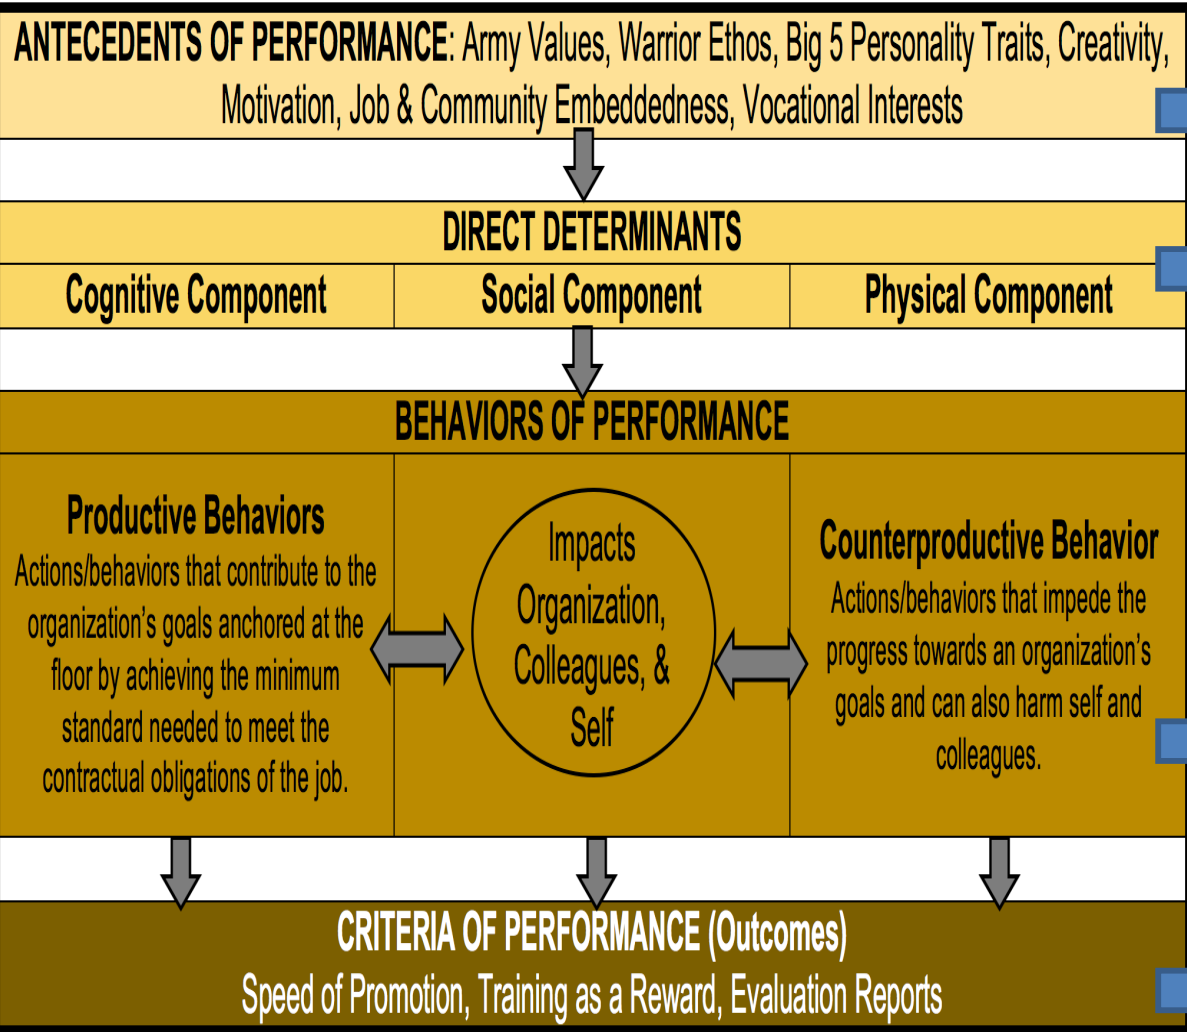 ANTECEDENTS OF PERFORMANCE: Army Values, Warrior Ethos, Big 5 Personality Traits, Creativity,
Motivation, Job & Community Embeddedness, Vocational Interests
DIRECT DETERMINANTS
Cognitive Component
Social Component
Physical Component
BEHAVIORS OF PERFORMANCE
Productive Behaviors
Actions/behaviors that contribute to the
organization's goals anchored at the
floor by achieving the minimum
standard needed to meet the
contractual obligations of the job.
Impacts
Organization,
Colleagues, &
Self
Counterproductive Behavior
Actions/behaviors that impede the
progress towards an organization's
goals and can also harm self and
colleagues.
CRITERIA OF PERFORMANCE (Outcomes)
Speed of Promotion, Training as a Reward, Evaluation Reports